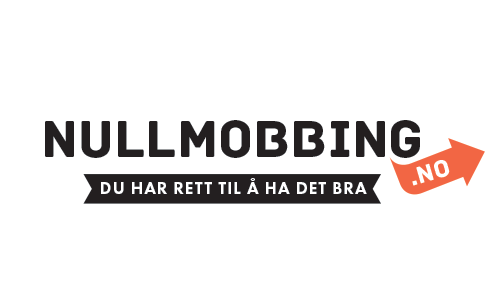 NULLMOBBING
.NO
DU HAR RETT TIL Å HA DET BRA